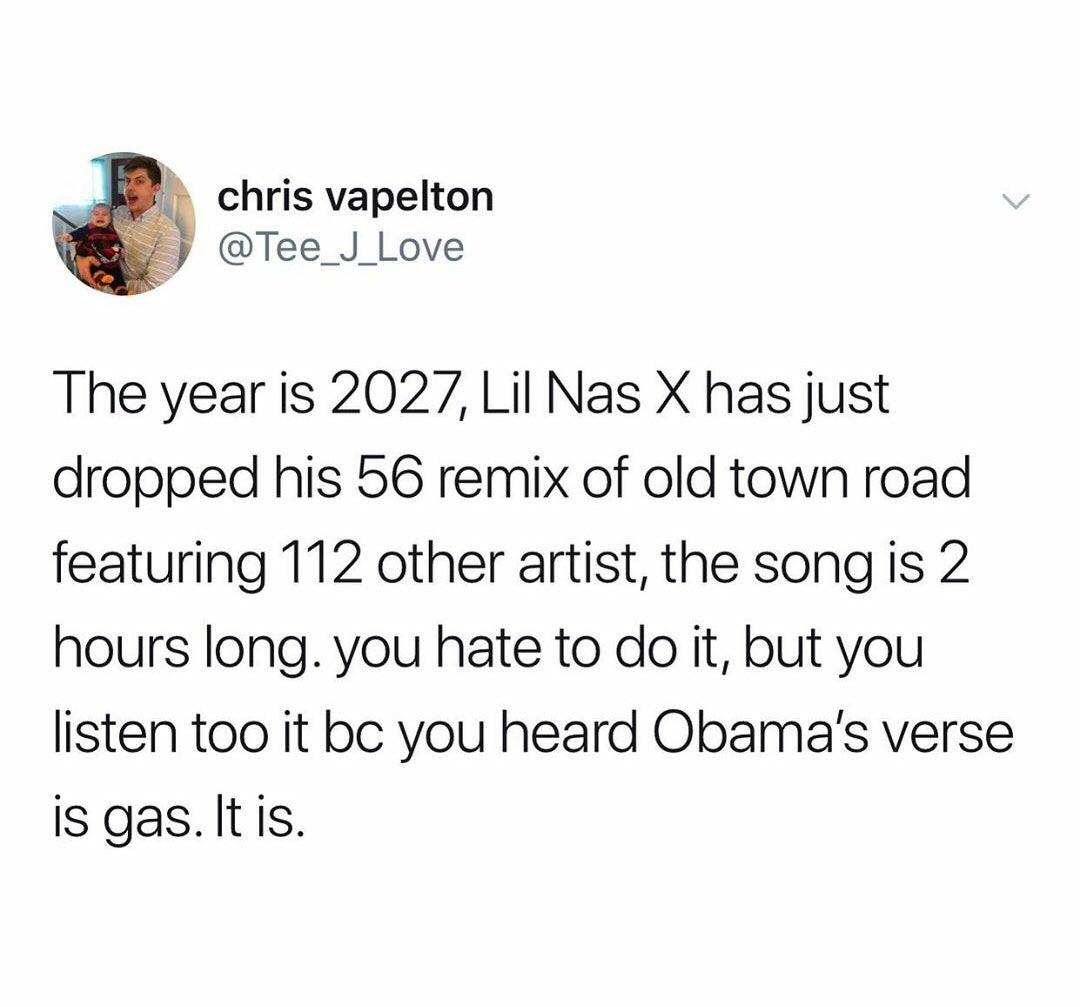 chris vapelton
@Tee_J_Love
The year is 2027, Lil Nas X has just
dropped his 56 remix of old town road
featuring 112 other artist, the song is 2
hours long. you hate to do it, but you
listen too it bc you heard Obama's verse
is gas. It is.